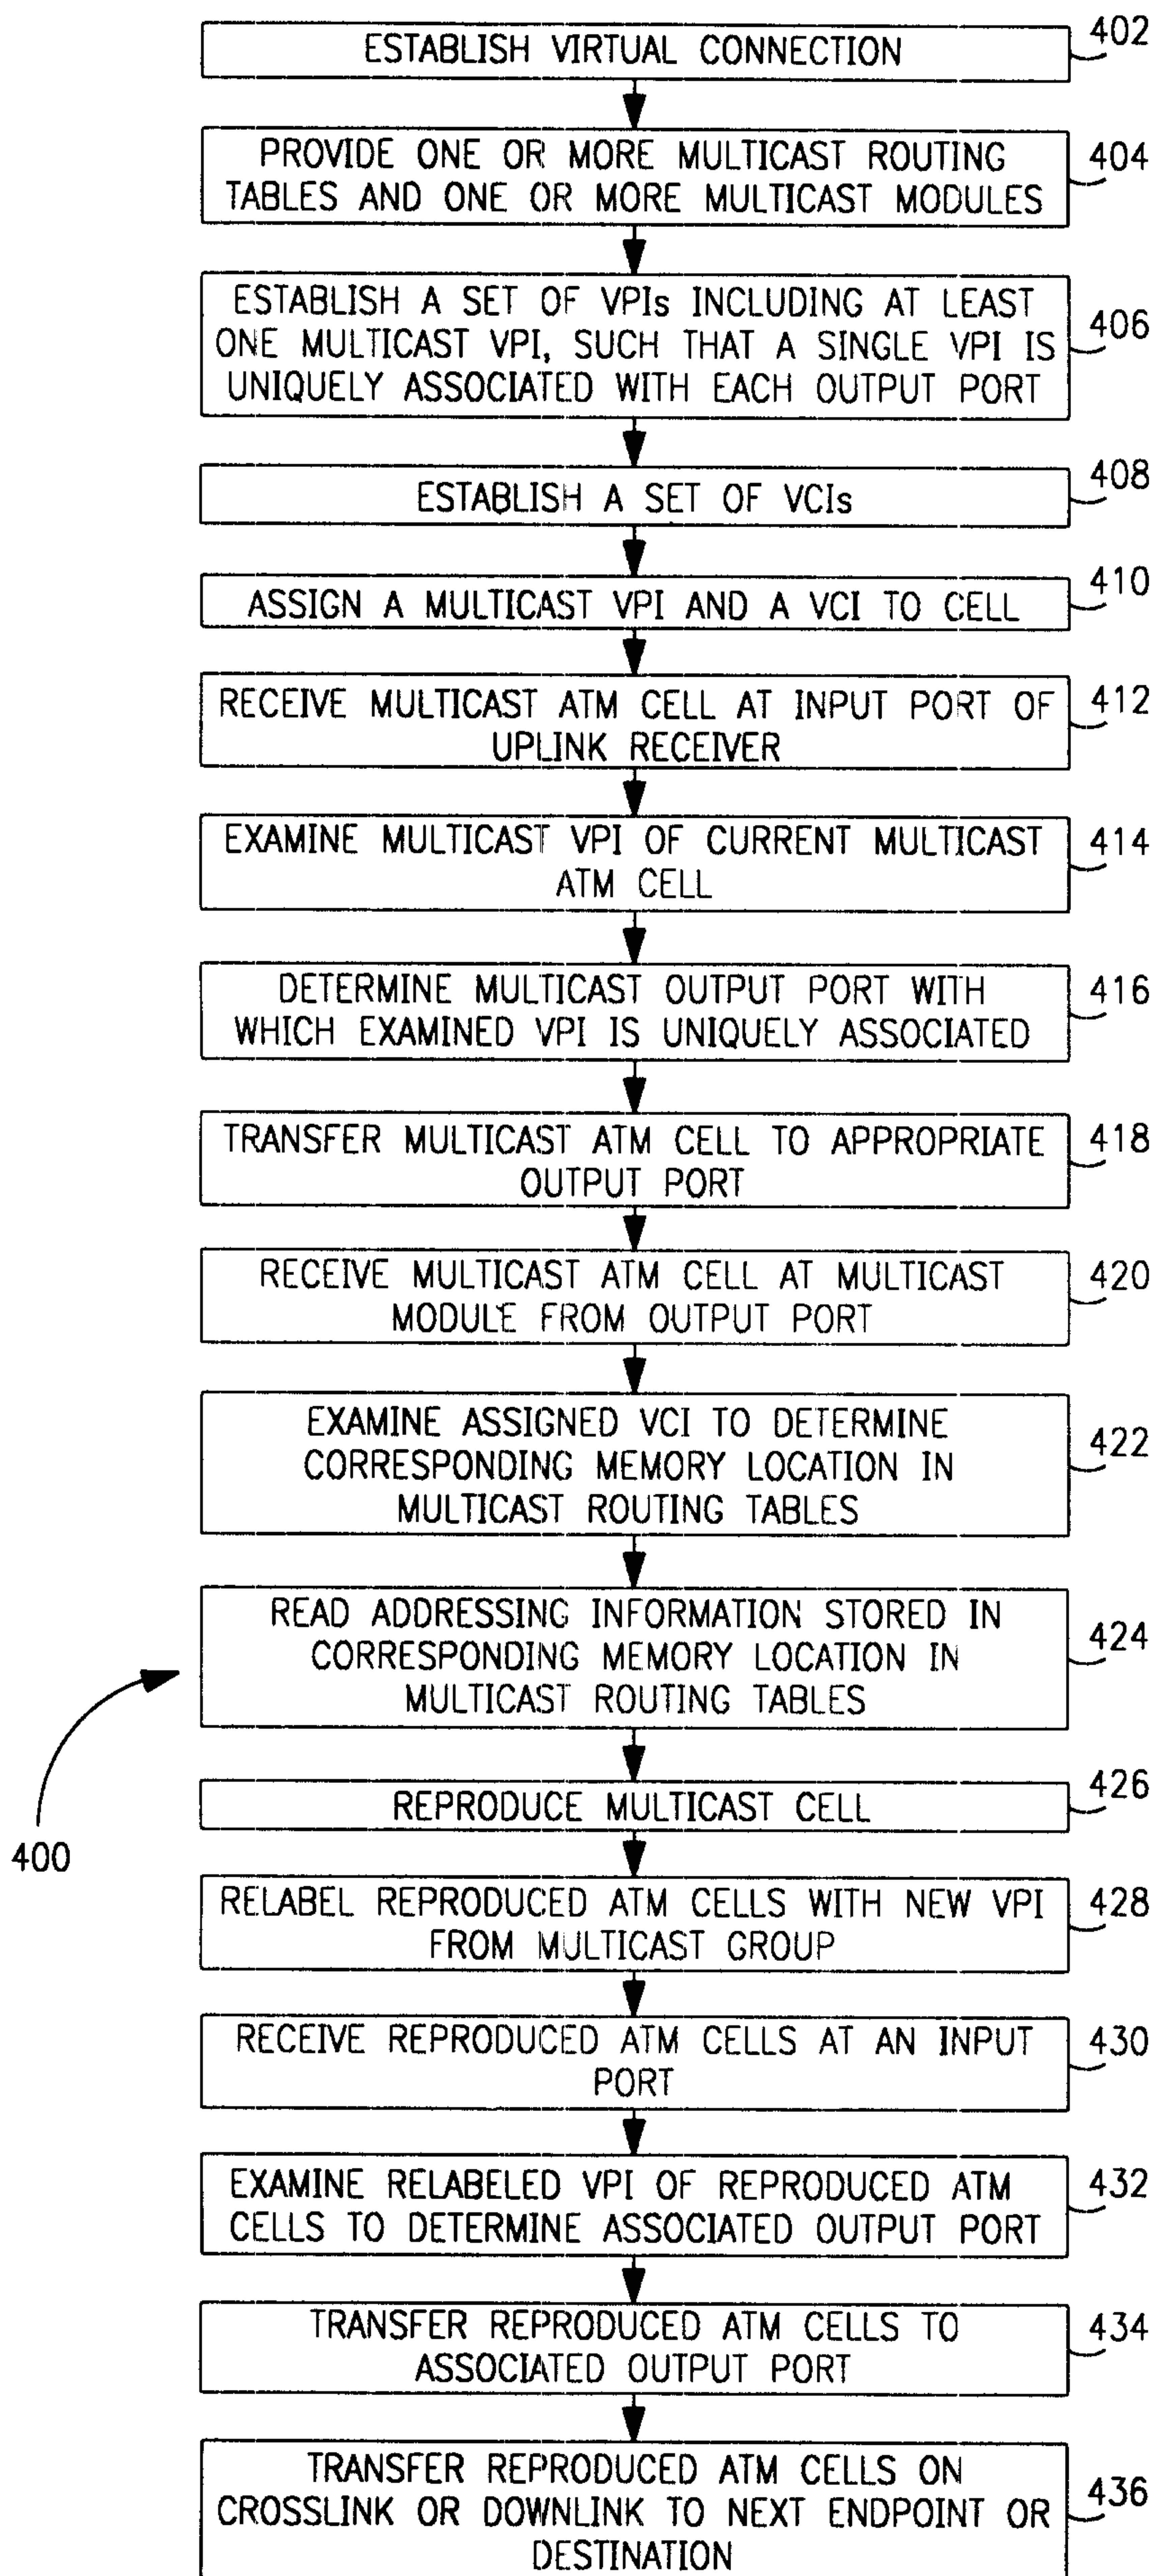 ESTABLISH VIRTUAL CONNECTION
402
PROVIDE ONE OR MORE MULTICAST ROUTING
TABLES AND ONE OR MORE MULTICAST MODULES
404
ESTABLISH A SET OF VPIs INCLUDING AT LEAST
ONE MULTICAST VPI, SUCH THAT A SINGLE VPI IS
UNIQUELY ASSOCIATED WITH EACH OUTPUT PORT
406
ESTABLISH A SET OF VCIs
408
ASSIGN A MULTICAST VPI AND A VCI TO CELL
410
RECEIVE MULTICAST ATM CELL AT INPUT PORT OF
UPLINK RECEIVER
412
EXAMINE MULTICAST VPI OF CURRENT MULTICAST
ATM CELL
414
DETERMINE MULTICAST OUTPUT PORT WITH
WHICH EXAMINED VPI IS UNIQUELY ASSOCIATED
416
TRANSFER MULTICAST ATM CELL TO APPROPRIATE
OUTPUT PORT
418
RECEIVE MULTICAST ATM CELL AT MULTICAST
MODULE FROM OUTPUT PORT
420
EXAMINE ASSIGNED VCI TO DETERMINE
CORRESPONDING MEMORY LOCATION IN
MULTICAST ROUTING TABLES
422
READ ADDRESSING INFORMATION STORED IN
CORRESPONDING MEMORY LOCATION IN
MULTICAST ROUTING TABLES
424
REPRODUCE MULTICAST CELL
426
400
RELABEL REPRODUCED ATM CELLS WITH NEW VPI
FROM MULTICAST GROUP
428
RECEIVE REPRODUCED ATM CELLS AT AN INPUT
PORT
430
EXAMINE RELABELED VPI OF REPRODUCED ATM
CELLS TO DETERMINE ASSOCIATED OUTPUT PORT
432
TRANSFER REPRODUCED ATM CELLS TO
ASSOCIATED OUTPUT PORT
434
TRANSFER REPRODUCED ATM CELLS ON
CROSSLINK OR DOWNLINK TO NEXT ENDPOINT OR
DESTINATION
436